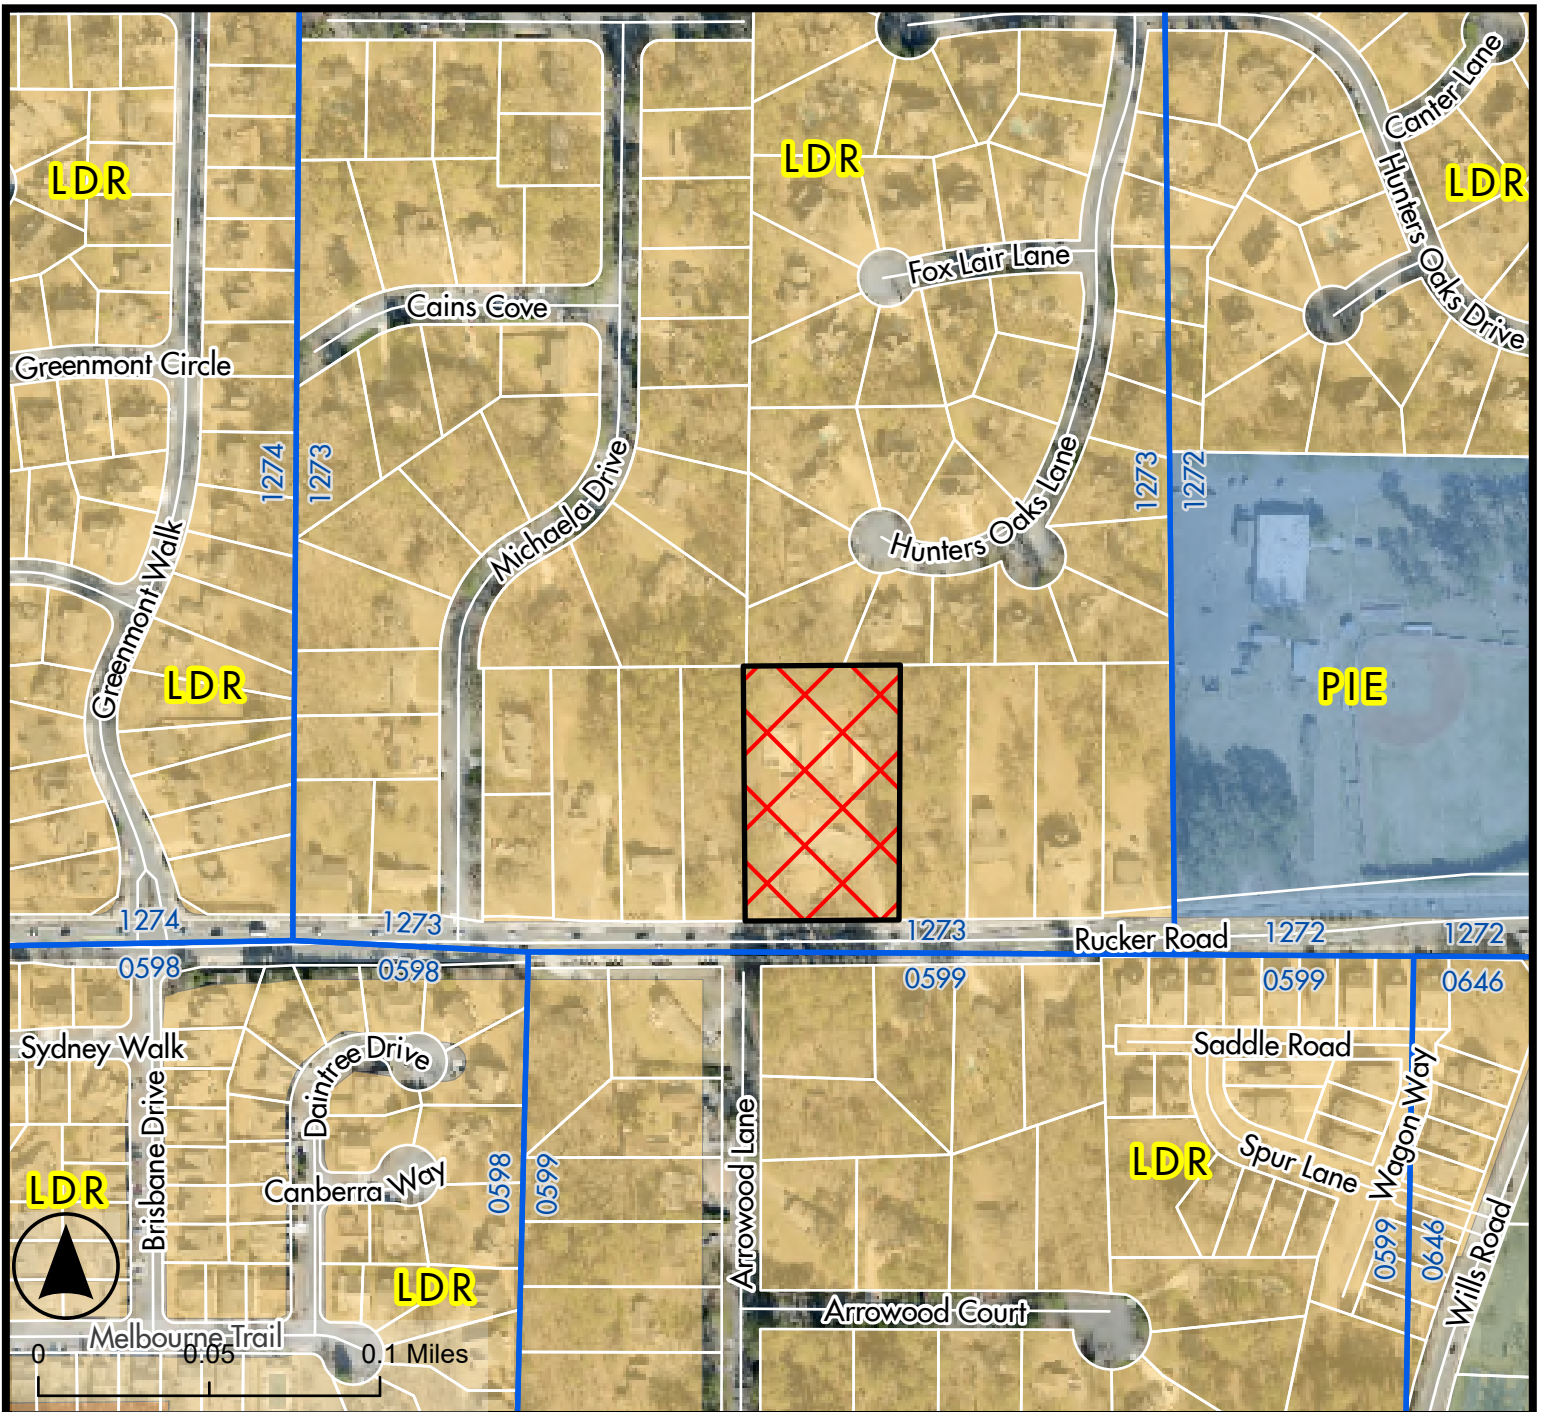 Canter Lane
LDR
LDR
LDR
Hunters Oaks Drive
Fox Lair Lane
Cains Cove
Greenmont Circle
1274
1273
Michaela Drive
Hunters Oaks Lane
1273
1272
Greenmont Walk
LDR
PIE
1274
1273
1273
Rucker Road
1272
1272
0598
0598
0599
0599
0646
Sydney Walk
Daintree Drive
Saddle Road
Brisbane Drive
Arrowood Lane
Wagon Way
LDR
Canberra Way
0598
0599
LDR
Spur Lane
0599
0646
Wills Road
LDR
Arrowood Court
Melbourne Trail
0 0.05 0.1 Miles